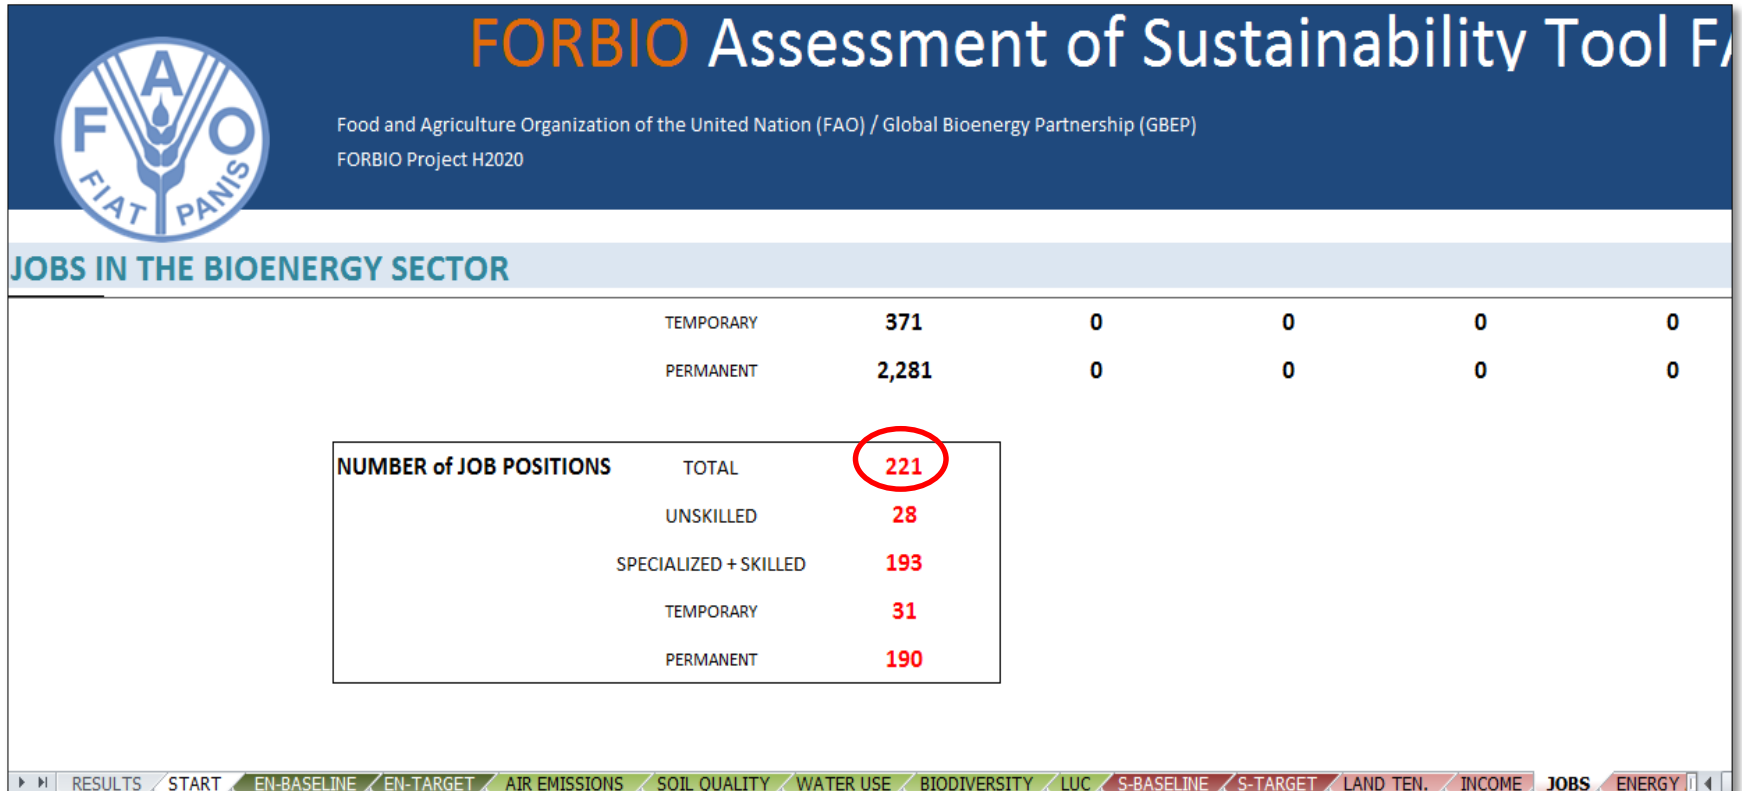 FORBIO Assessment of Sustainability Tool
Food and Agriculture Organization of the United Nation (FAO) / Global Bioenergy Partnership (GBEP)
FORBIO Project H2020
F A O
FIAT PANIS
JOBS IN THE BIOENERGY SECTOR
TEMPORARY 371 0 0 0 0
PERMANENT 2,281 0 0 0 0
NUMBER of JOB POSITIONS TOTAL 221
UNSKILLED 28
SPECIALIZED + SKILLED 193
TEMPORARY 31
PERMANENT 190
RESULTS START EN-BASELINE EN-TARGET AIR EMISSIONS SOIL QUALITY WATER USE BIODIVERSITY LUC S-BASELINE S-TARGET LAND TEN. INCOME JOBS ENERGY